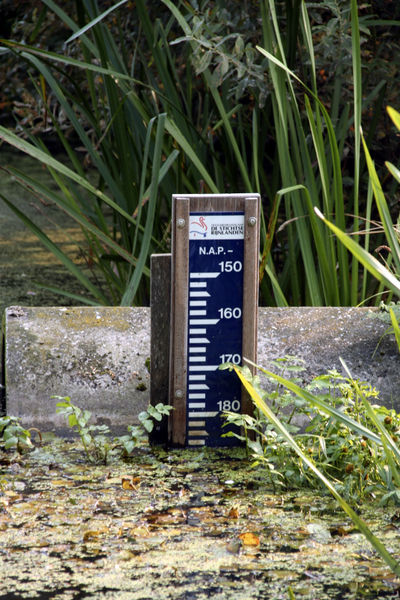 DE STICHTSE
RIJNLANDEN
N.A.P. -
150
160
170
180